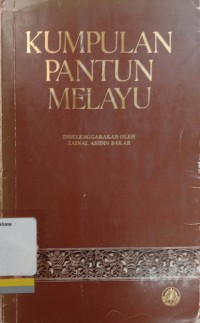 KUMPULAN
PANTUN
MELAYU
DISELENGGARAKAN OLEH
ZAINAL ABIDIN BAKAR